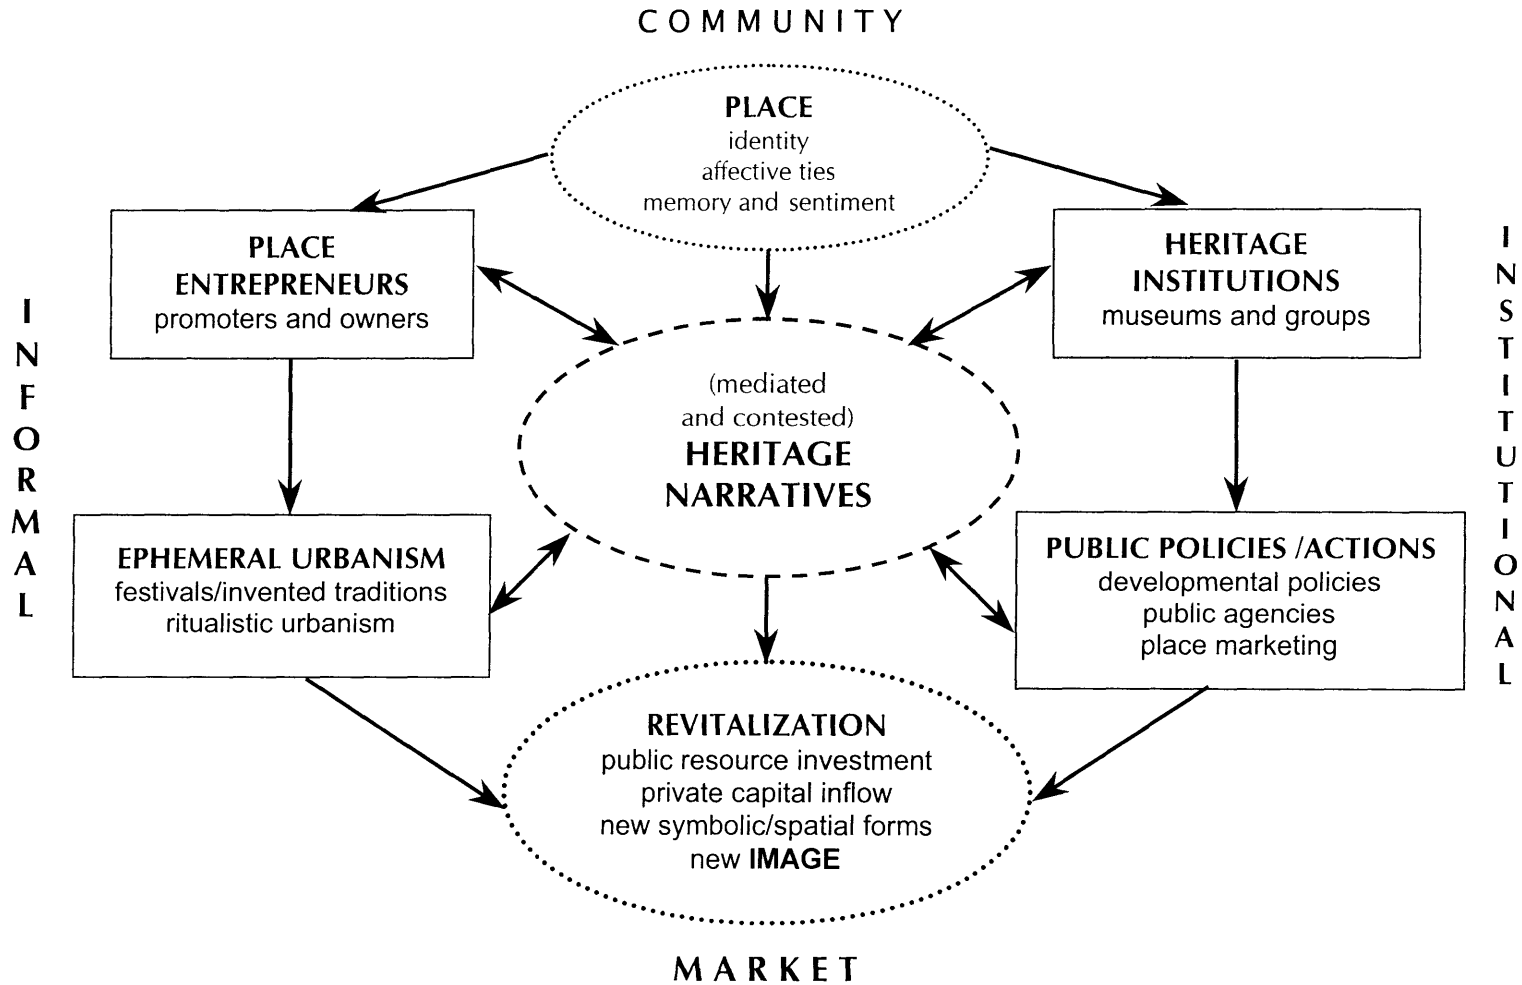 COMMUNITY
PLACE
identity
affective ties
memory and sentiment
PLACE
ENTREPRENEURS
promoters and owners
HERITAGE
INSTITUTIONS
museums and groups
INFORMAL
INSTITUTIONAL
(mediated
and contested)
HERITAGE
NARRATIVES
EPHEMERAL URBANISM
festivals/invented traditions
ritualistic urbanism
PUBLIC POLICIES /ACTIONS
developmental policies
public agencies
place marketing
REVITALIZATION
public resource investment
private capital inflow
new symbolic/spatial forms
new IMAGE
MARKET